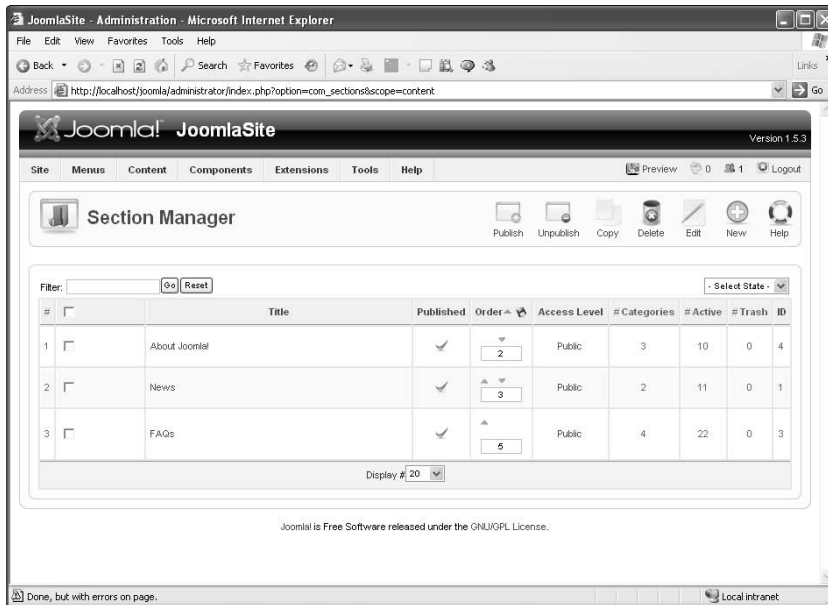 JoomlaSite - Administration - Microsoft Internet Explorer
File Edit View Favorites Tools Help
Back Search Favorites Links
Address http://localhost/joomla/administrator/index.php?option=com_sections&scope=content Go
Joomla! JoomlaSite
Version 1.5.3
Site Menus Content Components Extensions Tools Help Preview 0 1 Logout
Section Manager
Publish Unpublish Copy Delete Edit New Help
Filter: Go Reset - Select State -
# Title Published Order Access Level # Categories # Active # Trash ID
1 About Joomla! 2 Public 3 10 0 4
2 News 3 Public 2 11 0 1
3 FAQs 5 Public 4 22 0 3
Display # 20
Joomla! is Free Software released under the GNU/GPL License.
Done, but with errors on page. Local intranet